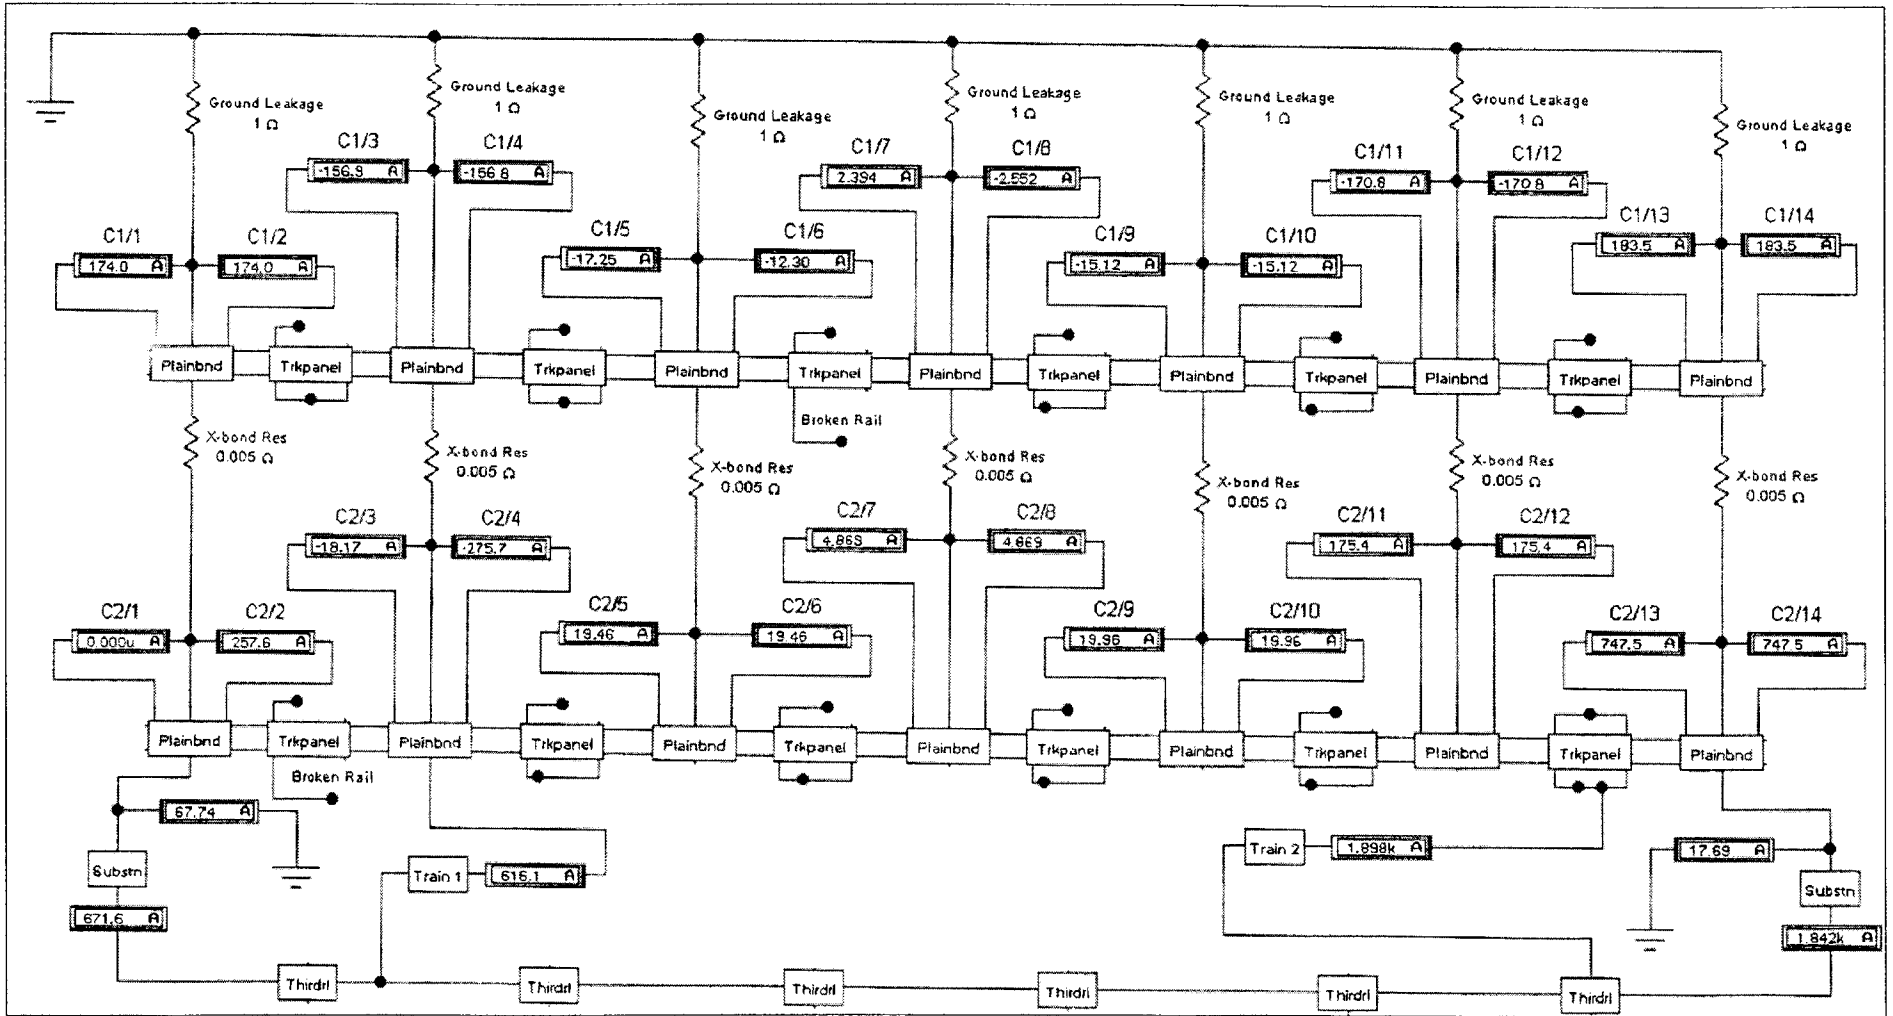 Ground Leakage
1 Ω
Ground Leakage
1 Ω
Ground Leakage
1 Ω
Ground Leakage
1 Ω
Ground Leakage
1 Ω
Ground Leakage
1 Ω
Ground Leakage
1 Ω
C1/3
C1/4
C1/7
C1/8
C1/11
C1/12
-156.9 A
-156.8 A
2.394 A
-2.552 A
-170.8 A
-170.8 A
C1/1
C1/2
C1/5
C1/6
C1/9
C1/10
C1/13
C1/14
174.0 A
174.0 A
-17.25 A
-12.30 A
-15.12 A
-15.12 A
183.5 A
183.5 A
Plainbnd
Trkpanel
Plainbnd
Trkpanel
Plainbnd
Trkpanel
Plainbnd
Trkpanel
Plainbnd
Trkpanel
Plainbnd
Trkpanel
Plainbnd
Broken Rail
X-bond Res
0.005 Ω
X-bond Res
0.005 Ω
X-bond Res
0.005 Ω
X-bond Res
0.005 Ω
X-bond Res
0.005 Ω
X-bond Res
0.005 Ω
X-bond Res
0.005 Ω
C2/3
C2/4
C2/7
C2/8
C2/11
C2/12
-18.17 A
-275.7 A
4.869 A
4.869 A
175.4 A
175.4 A
C2/1
C2/2
C2/5
C2/6
C2/9
C2/10
C2/13
C2/14
0.000u A
257.6 A
19.46 A
19.46 A
19.96 A
19.96 A
747.5 A
747.5 A
Plainbnd
Trkpanel
Plainbnd
Trkpanel
Plainbnd
Trkpanel
Plainbnd
Trkpanel
Plainbnd
Trkpanel
Plainbnd
Trkpanel
Plainbnd
Broken Rail
67.74 A
Substn
671.6 A
Train 1
616.1 A
Train 2
1.898k A
17.69 A
Substn
1.842k A
Thirdrl
Thirdrl
Thirdrl
Thirdrl
Thirdrl
Thirdrl